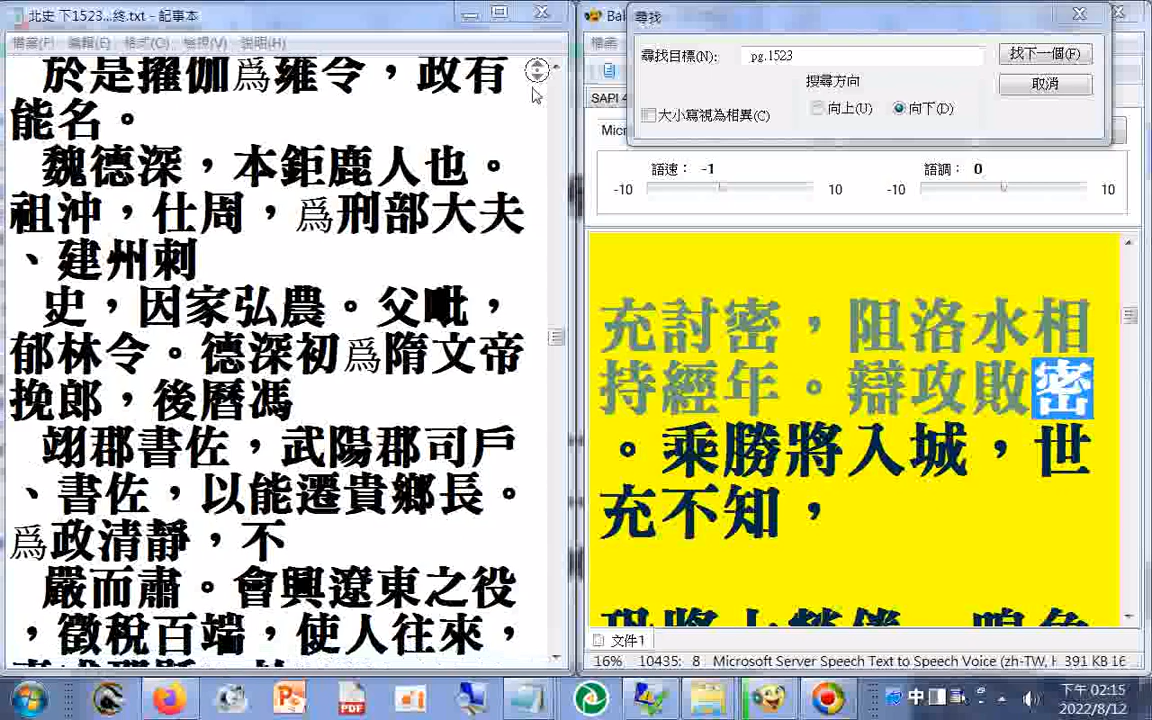 北史 下1523...终.txt - 記事本
檔案(F) 編輯(E) 格式(O) 檢視(V) 說明(H)
於是擢伽爲雍令，政有
能名。
魏德深，本鉅鹿人也。
祖沖，仕周，爲刑部大夫
、建州刺
史，因家弘農。父毗，
郁林令。德深初爲隋文帝
挽郎，後曆馮
翊郡書佐，武陽郡司戶
、書佐，以能遷貴鄉長。
爲政清靜，不
嚴而肅。會興遼東之役
，徵稅百端，使人往來，
Bal
尋找
檔案
尋找目標(N): pg.1523
找下一個(F)
搜尋方向
取消
大小寫視為相異(C)
向上(U) 向下(D)
SAPI 4
Micr
語速： -1
-10 10
語調： 0
-10 10
充討密，阻洛水相
持經年。辯攻敗密
。乘勝將入城，世
充不知，
文件1
16% 10435: 8 Microsoft Server Speech Text to Speech Voice (zh-TW, H 391 KB 16
PDF
中
下午 02:15
2022/8/12